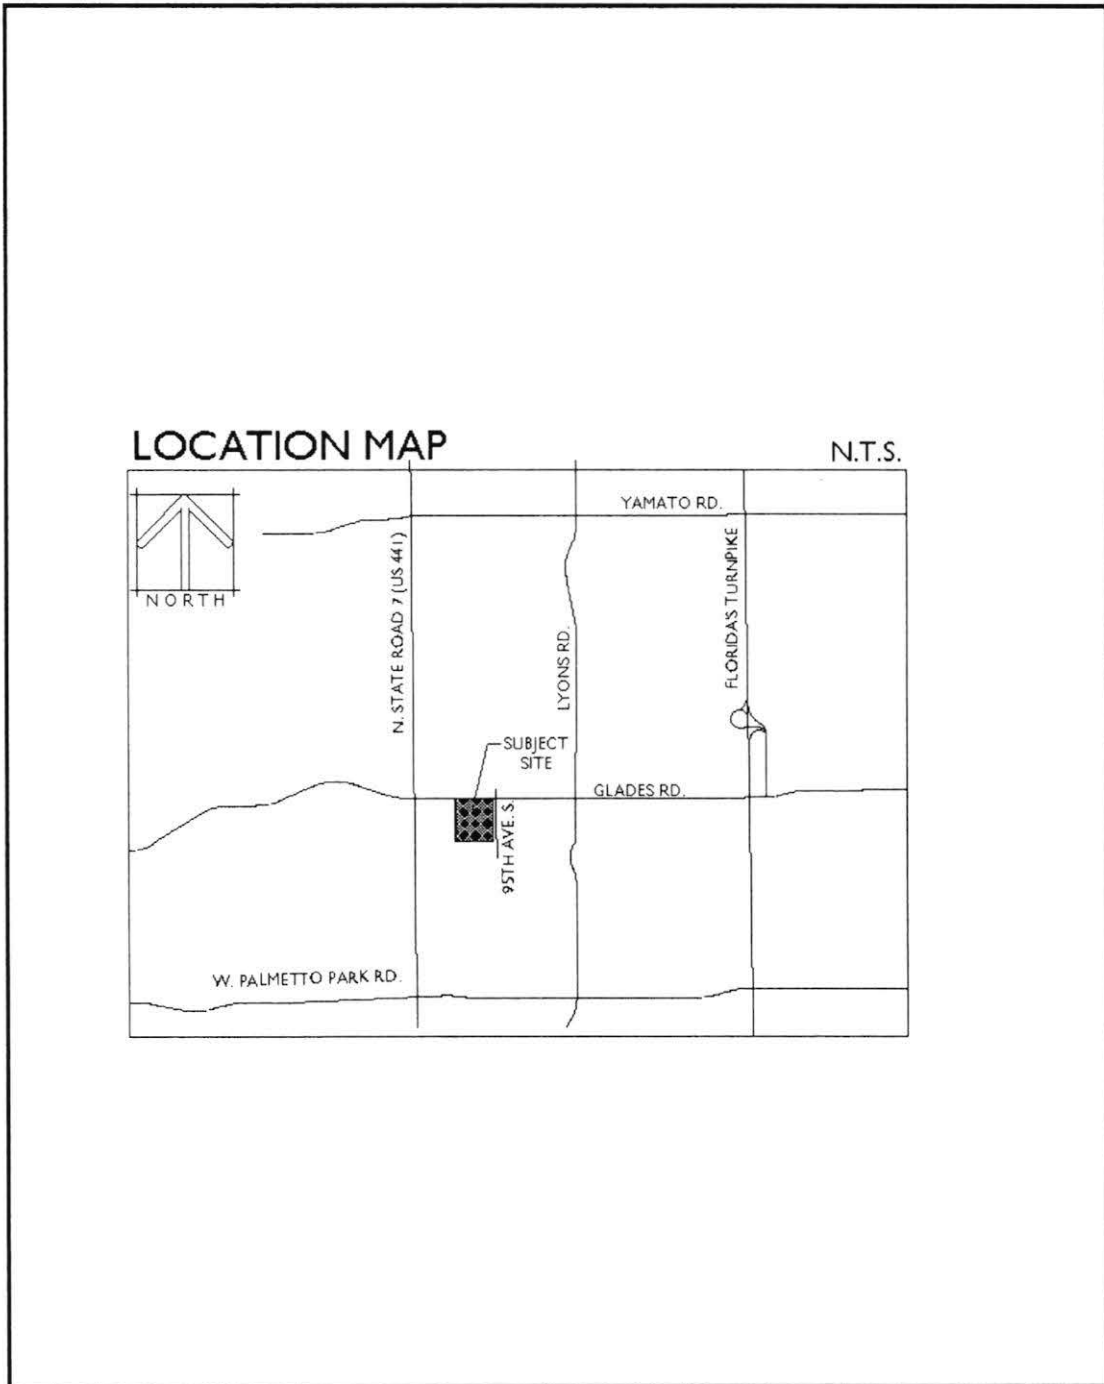 LOCATION MAP
N.T.S.
YAMATO RD.
NORTH
N. STATE ROAD 7 (US 441)
LYONS RD.
FLORIDA'S TURNPIKE
SUBJECT
SITE
GLADES RD.
95TH AVE. S.
W. PALMETTO PARK RD.